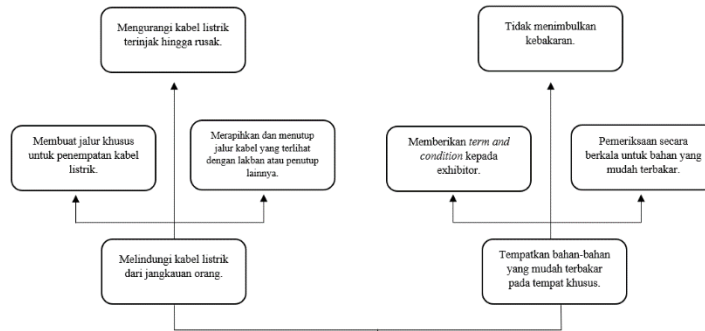 Mengurangi kabel listrik
terinjak hingga rusak.
Tidak menimbulkan
kebakaran.
Membuat jalur khusus
untuk penempatan kabel
listrik.
Merapihkan dan menutup
jalur kabel yang terlihat
dengan lakban atau penutup
lainnya.
Memberikan term and
condition kepada
exhibitor.
Pemeriksaan secara
berkala untuk bahan yang
mudah terbakar.
Melindungi kabel listrik
dari jangkauan orang.
Tempatkan bahan-bahan
yang mudah terbakar
pada tempat khusus.